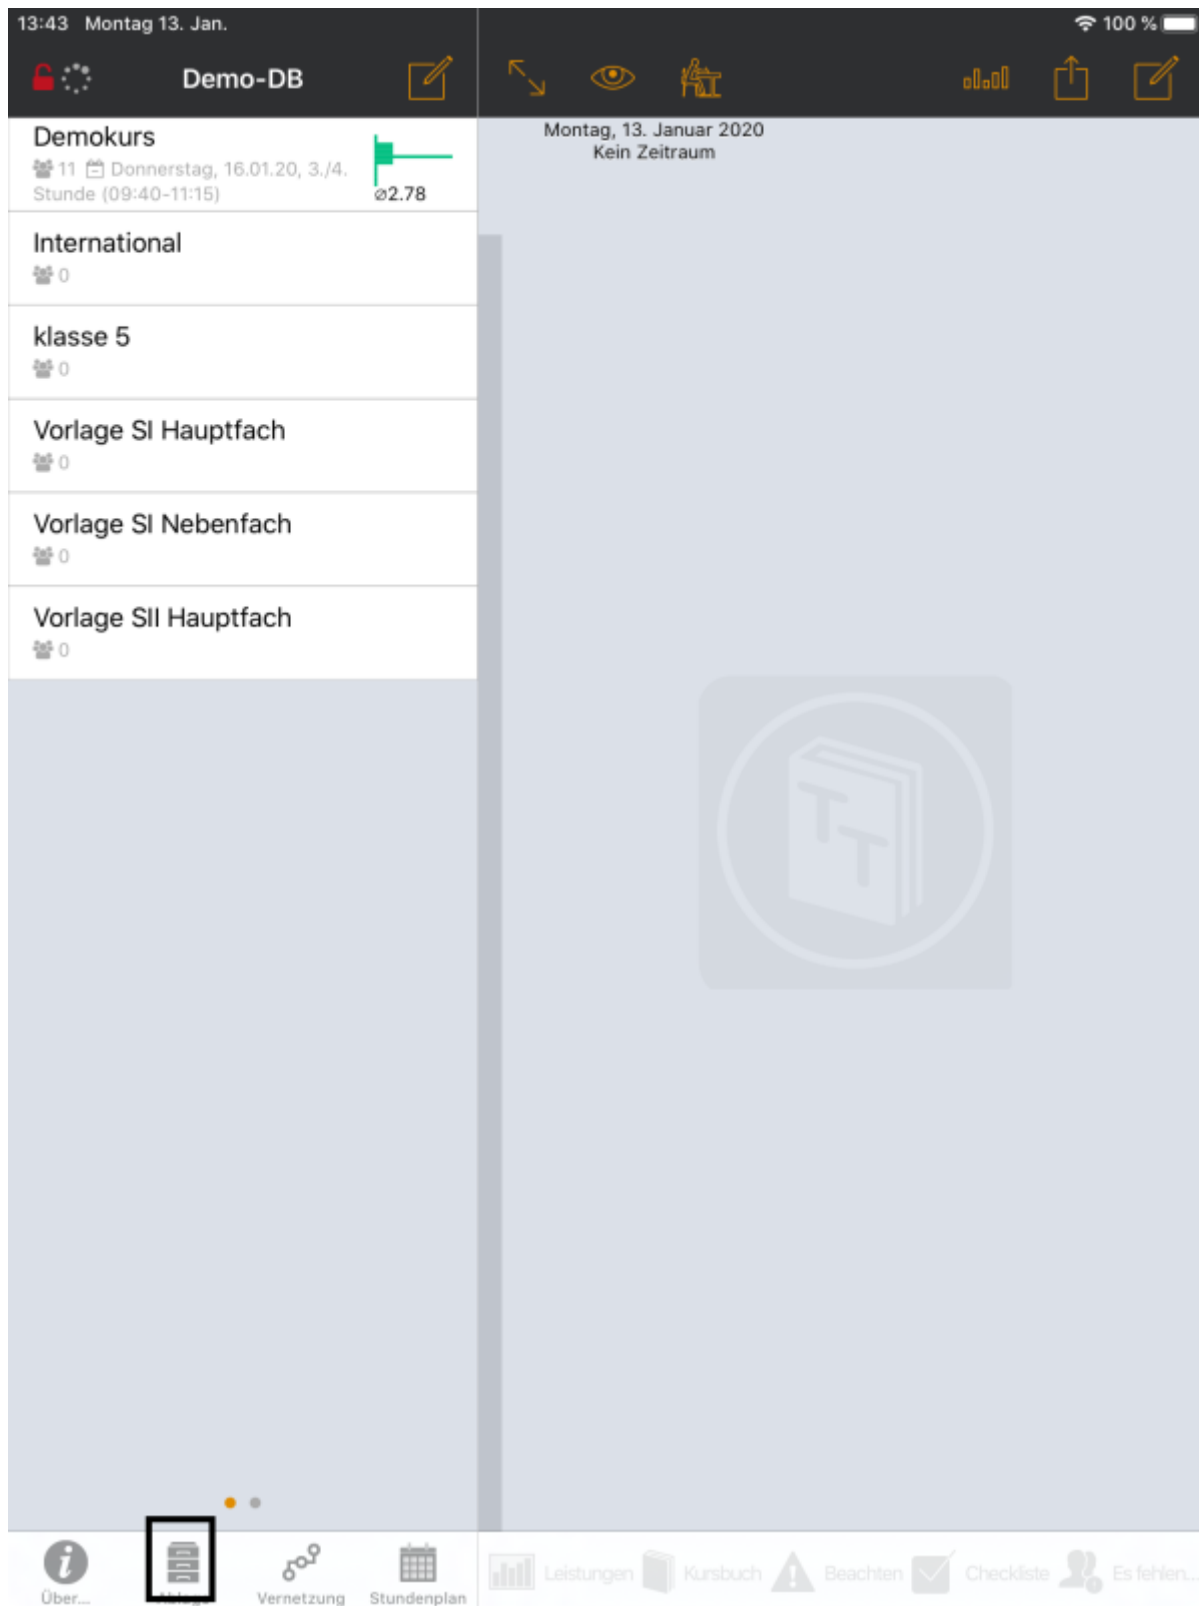 13:43 Montag 13. Jan.
100 %
Demo-DB
Demokurs
11 Donnerstag, 16.01.20, 3./4.
Stunde (09:40-11:15)
⌀2.78
International
0
klasse 5
0
Vorlage SI Hauptfach
0
Vorlage SI Nebenfach
0
Vorlage SII Hauptfach
0
Montag, 13. Januar 2020
Kein Zeitraum
TT
Über...
Ablage
Vernetzung
Stundenplan
Leistungen
Kursbuch
Beachten
Checkliste
Es fehlen...